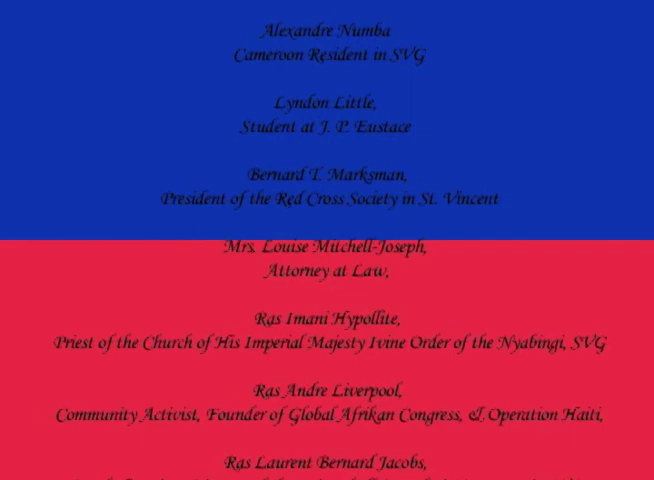 Alexandre Numba
Cameroon Resident in SVG
Lyndon Little,
Student at J. P. Eustace
Bernard T. Marksman,
President of the Red Cross Society in St. Vincent
Mrs. Louise Mitchell-Joseph,
Attorney at Law,
Ras Imani Hypollite,
Priest of the Church of His Imperial Majesty Ivine Order of the Nyabingi, SVG
Ras Andre Liverpool,
Community Activist, Founder of Global Afrikan Congress, & Operation Haiti,
Ras Laurent Bernard Jacobs,